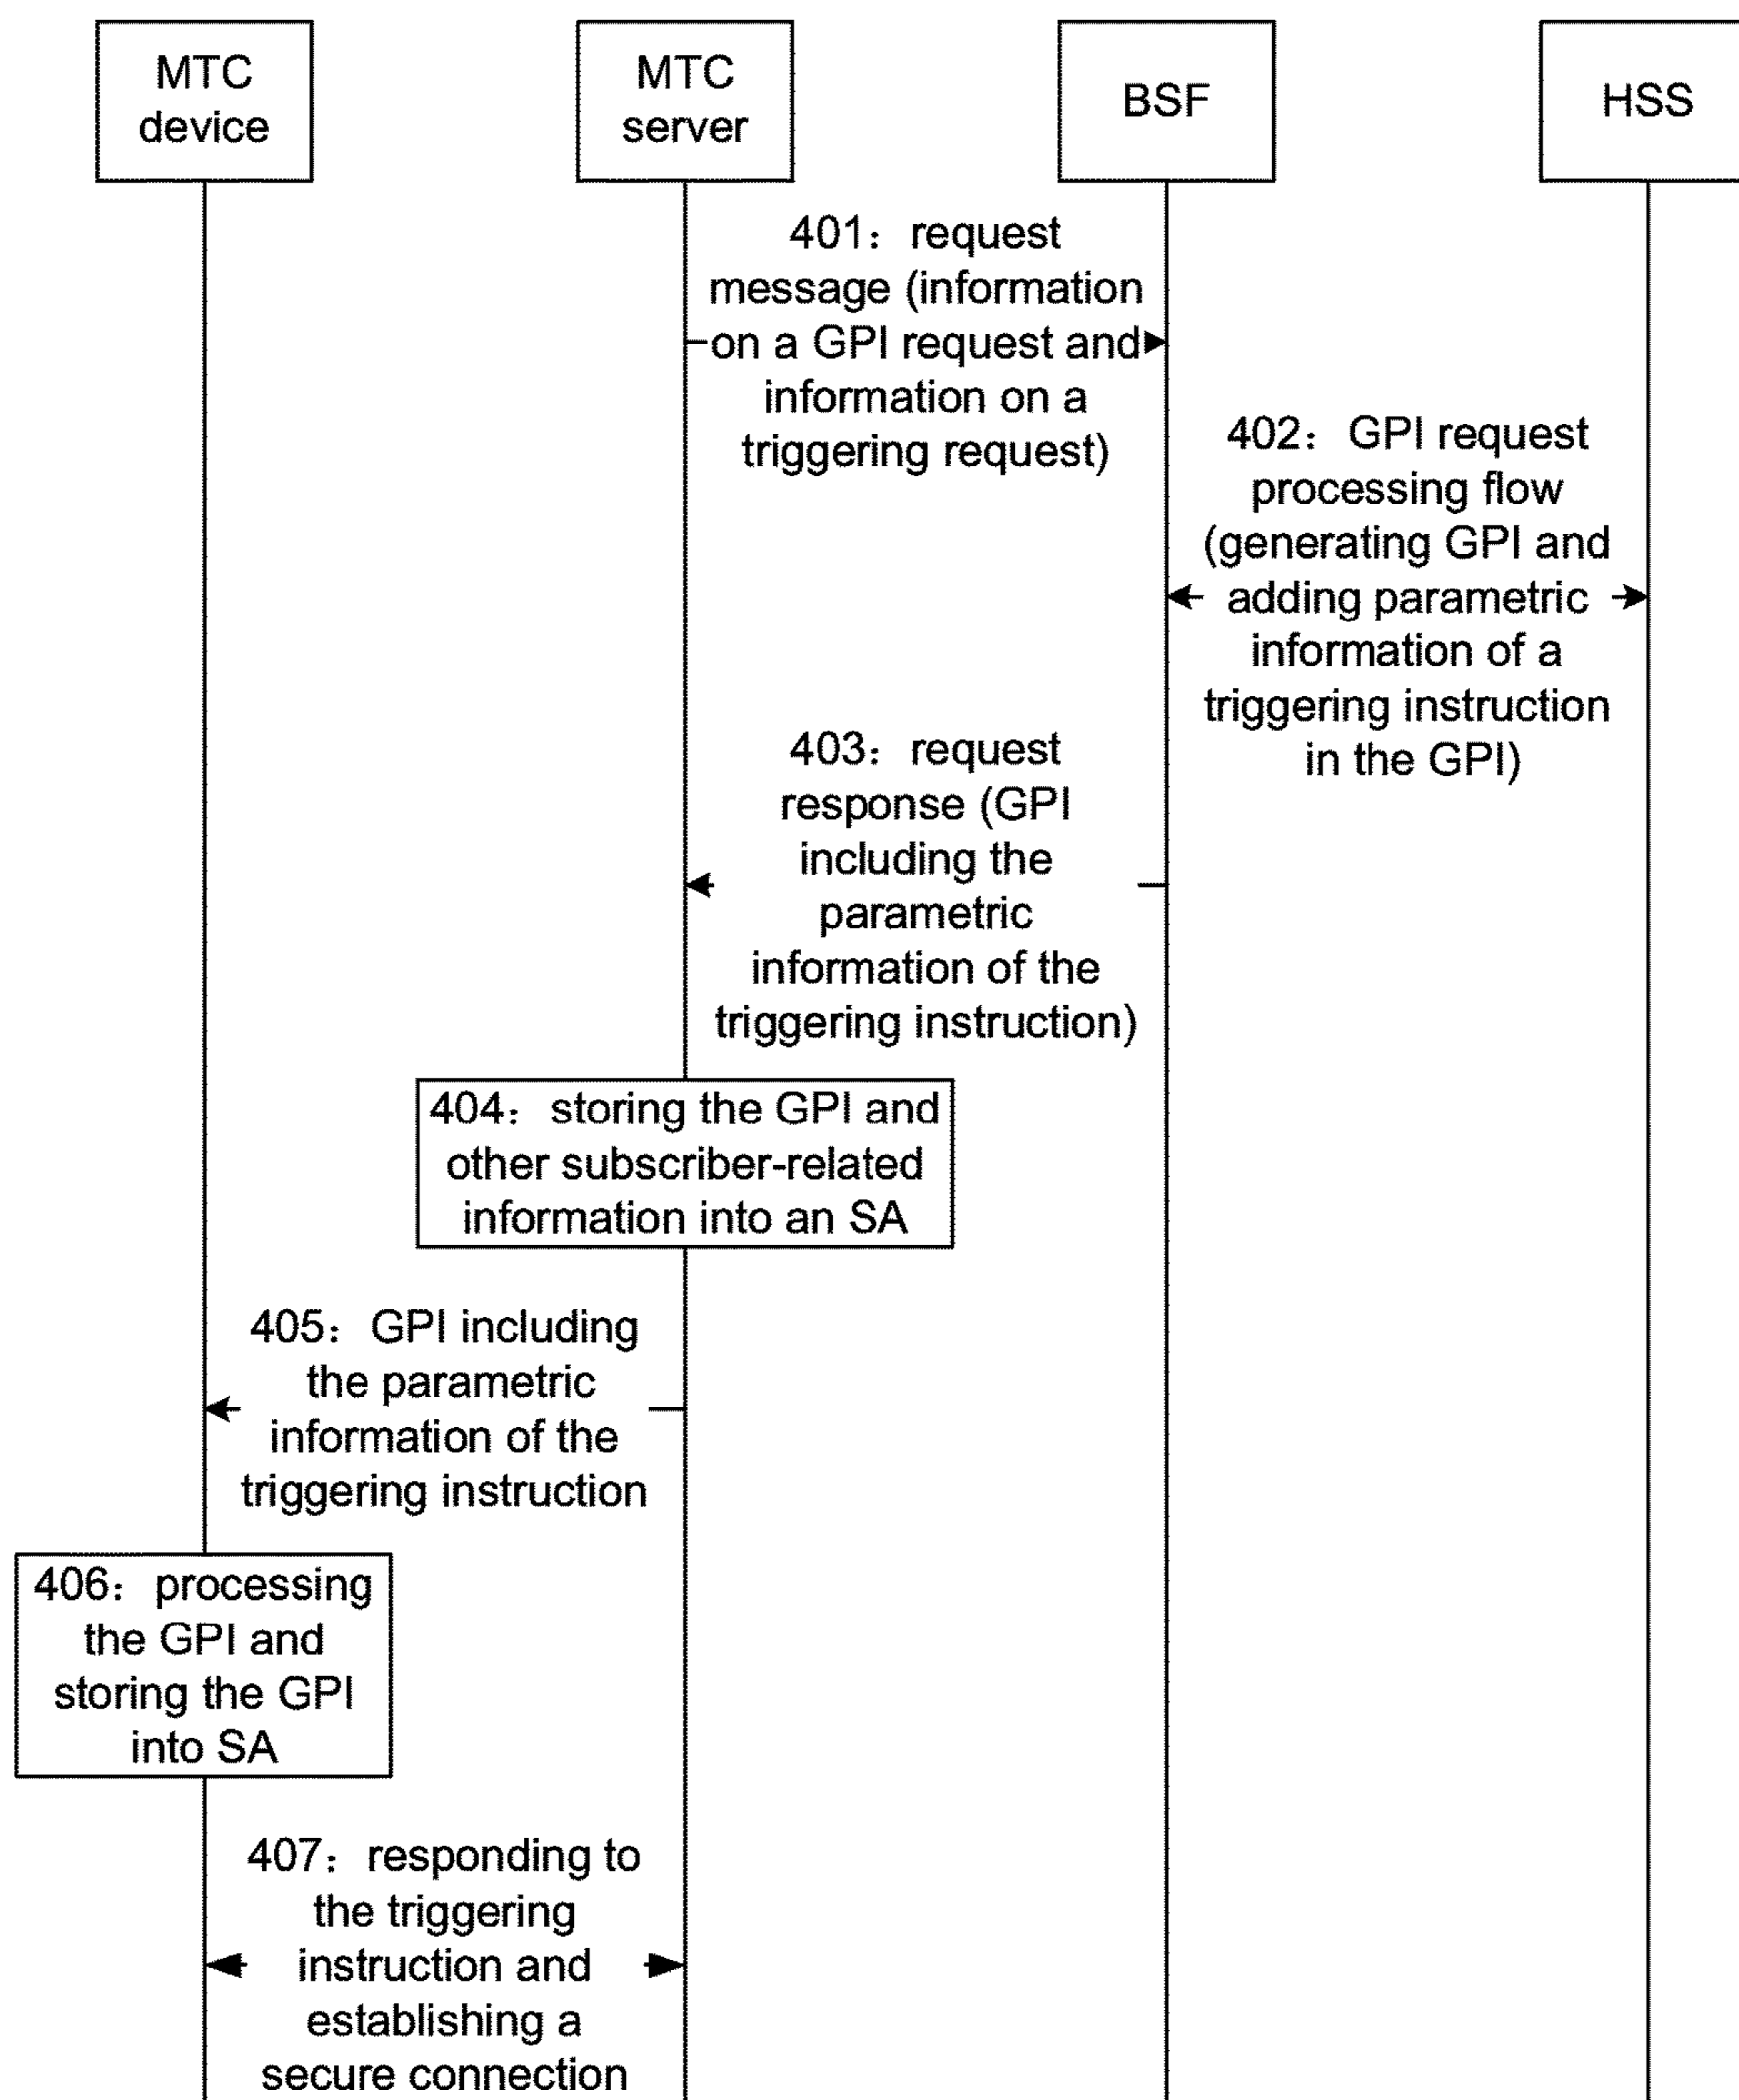 MTC
device
MTC
server
BSF
HSS
401： request
message (information
on a GPI request and
information on a
triggering request)
402： GPI request
processing flow
(generating GPI and
adding parametric
information of a
triggering instruction
in the GPI)
403： request
response (GPI
including the
parametric
information of the
triggering instruction)
404： storing the GPI and
other subscriber-related
information into an SA
405： GPI including
the parametric
information of the
triggering instruction
406： processing
the GPI and
storing the GPI
into SA
407： responding to
the triggering
instruction and
establishing a
secure connection